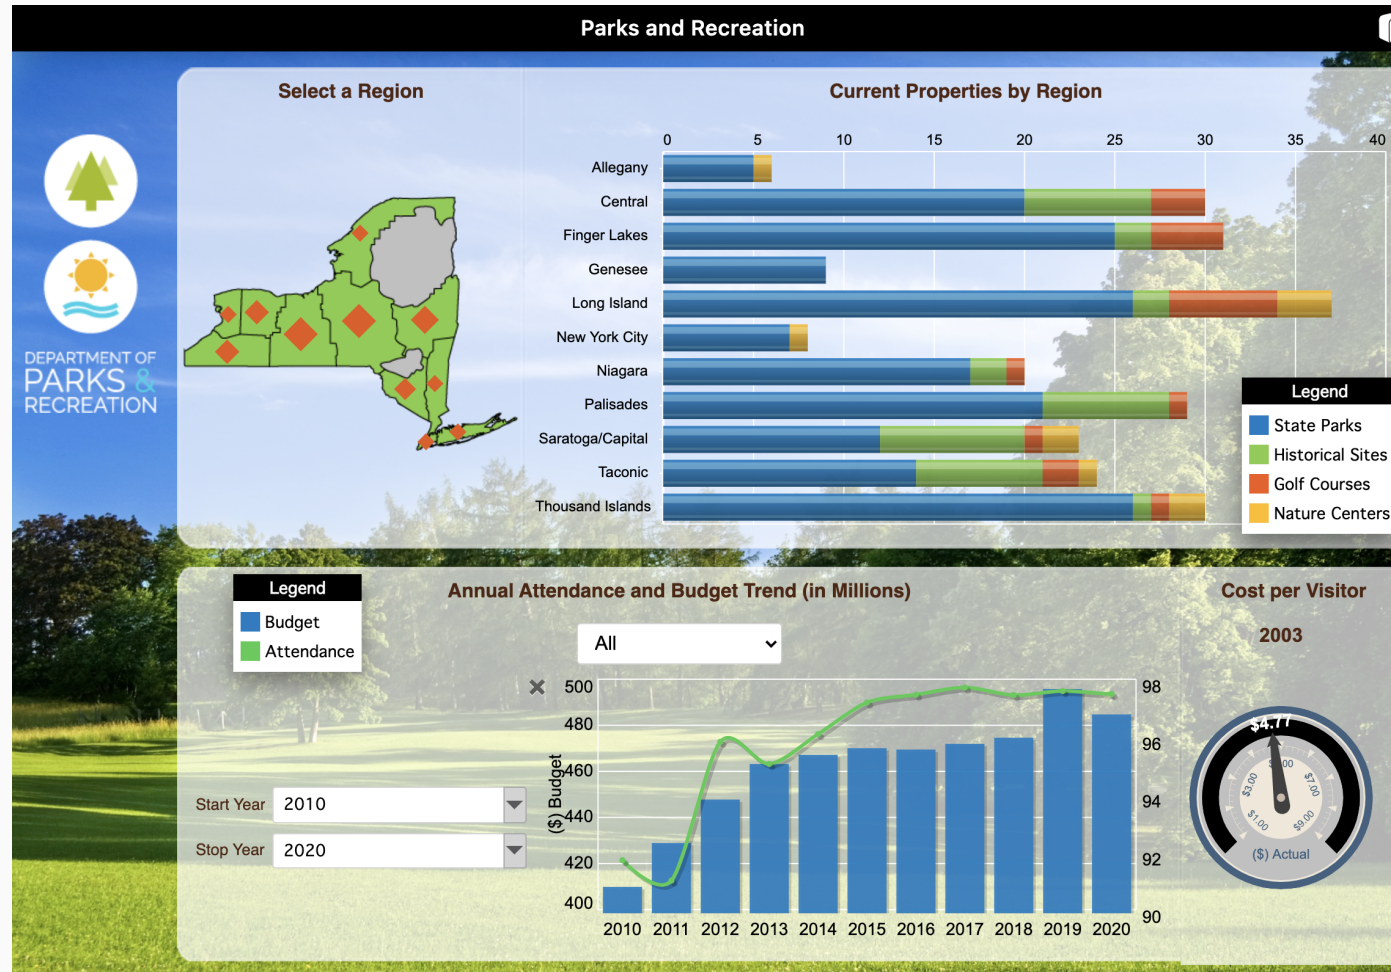 Parks and Recreation
DEPARTMENT OF
PARKS &
RECREATION
Select a Region
Current Properties by Region
0 5 10 15 20 25 30 35 40
Allegany
Central
Finger Lakes
Genesee
Long Island
New York City
Niagara
Palisades
Saratoga/Capital
Taconic
Thousand Islands
Legend
State Parks
Historical Sites
Golf Courses
Nature Centers
Legend
Budget
Attendance
Annual Attendance and Budget Trend (in Millions)
All
Start Year 2010
Stop Year 2020
($) Budget
500
480
460
440
420
400
98
96
94
92
90
2010 2011 2012 2013 2014 2015 2016 2017 2018 2019 2020
Cost per Visitor
2003
$4.77
$1.00
$3.00
$7.00
$9.00
($) Actual